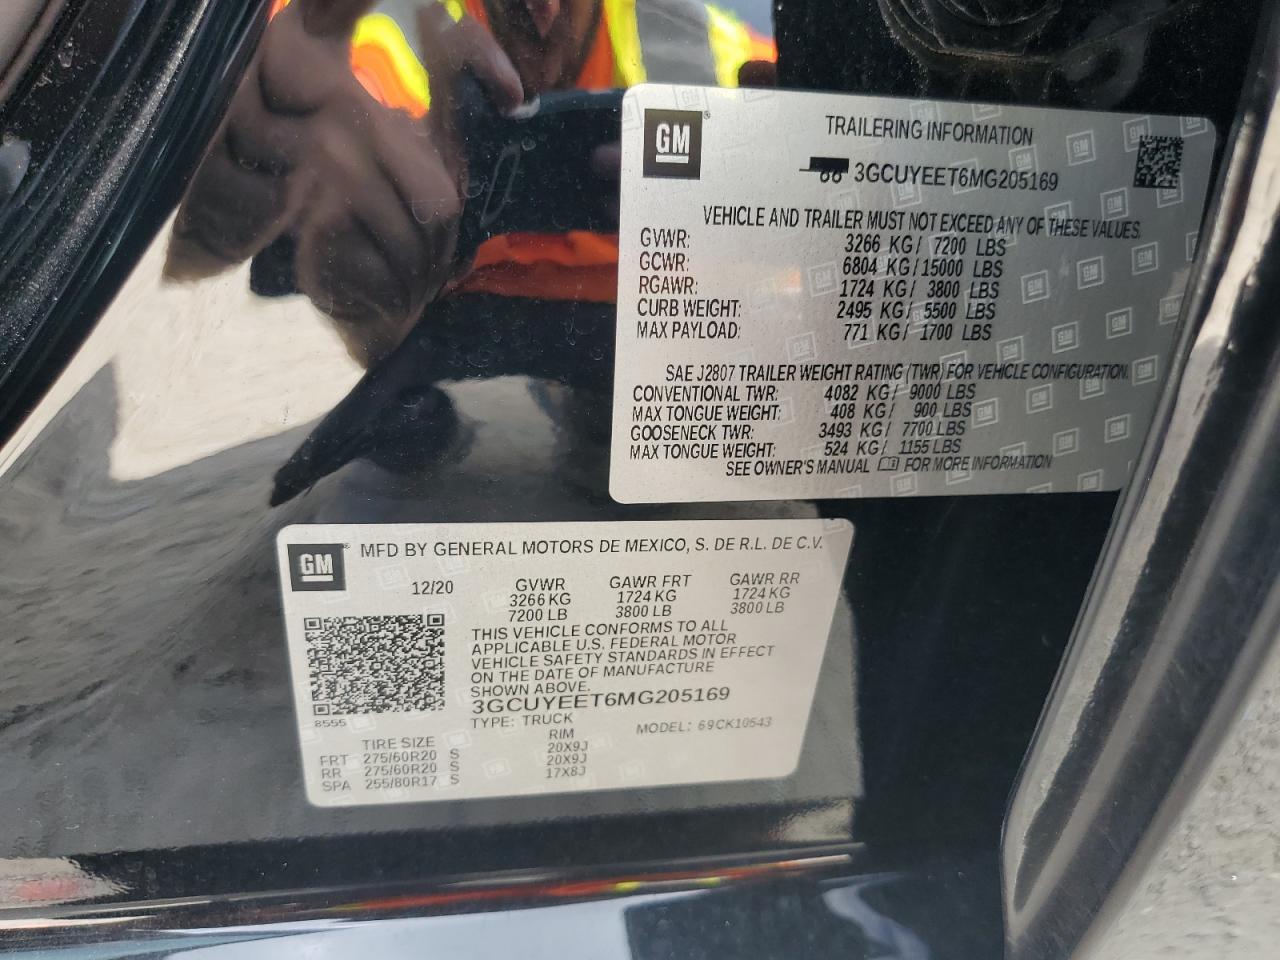 GM
TRAILERING INFORMATION
3GCUYEET6MG205169
VEHICLE AND TRAILER MUST NOT EXCEED ANY OF THESE VALUES.
GVWR: 3266 KG / 7200 LBS
GCWR: 6804 KG / 15000 LBS
RGAWR: 1724 KG / 3800 LBS
CURB WEIGHT: 2495 KG / 5500 LBS
MAX PAYLOAD: 771 KG / 1700 LBS
SAE J2807 TRAILER WEIGHT RATING (TWR) FOR VEHICLE CONFIGURATION.
CONVENTIONAL TWR: 4082 KG / 9000 LBS
MAX TONGUE WEIGHT: 408 KG / 900 LBS
GOOSENECK TWR: 3493 KG / 7700 LBS
MAX TONGUE WEIGHT: 524 KG / 1155 LBS
SEE OWNER'S MANUAL FOR MORE INFORMATION
GM
MFD BY GENERAL MOTORS DE MEXICO, S. DE R.L. DE C.V.
12/20 GVWR GAWR FRT GAWR RR
3266 KG 1724 KG 1724 KG
7200 LB 3800 LB 3800 LB
THIS VEHICLE CONFORMS TO ALL
APPLICABLE U.S. FEDERAL MOTOR
VEHICLE SAFETY STANDARDS IN EFFECT
ON THE DATE OF MANUFACTURE
SHOWN ABOVE.
3GCUYEET6MG205169
8555
TYPE: TRUCK MODEL: 69CK10543
TIRE SIZE RIM
FRT 275/60R20 S 20X9J
RR 275/60R20 S 20X9J
SPA 255/80R17 S 17X8J